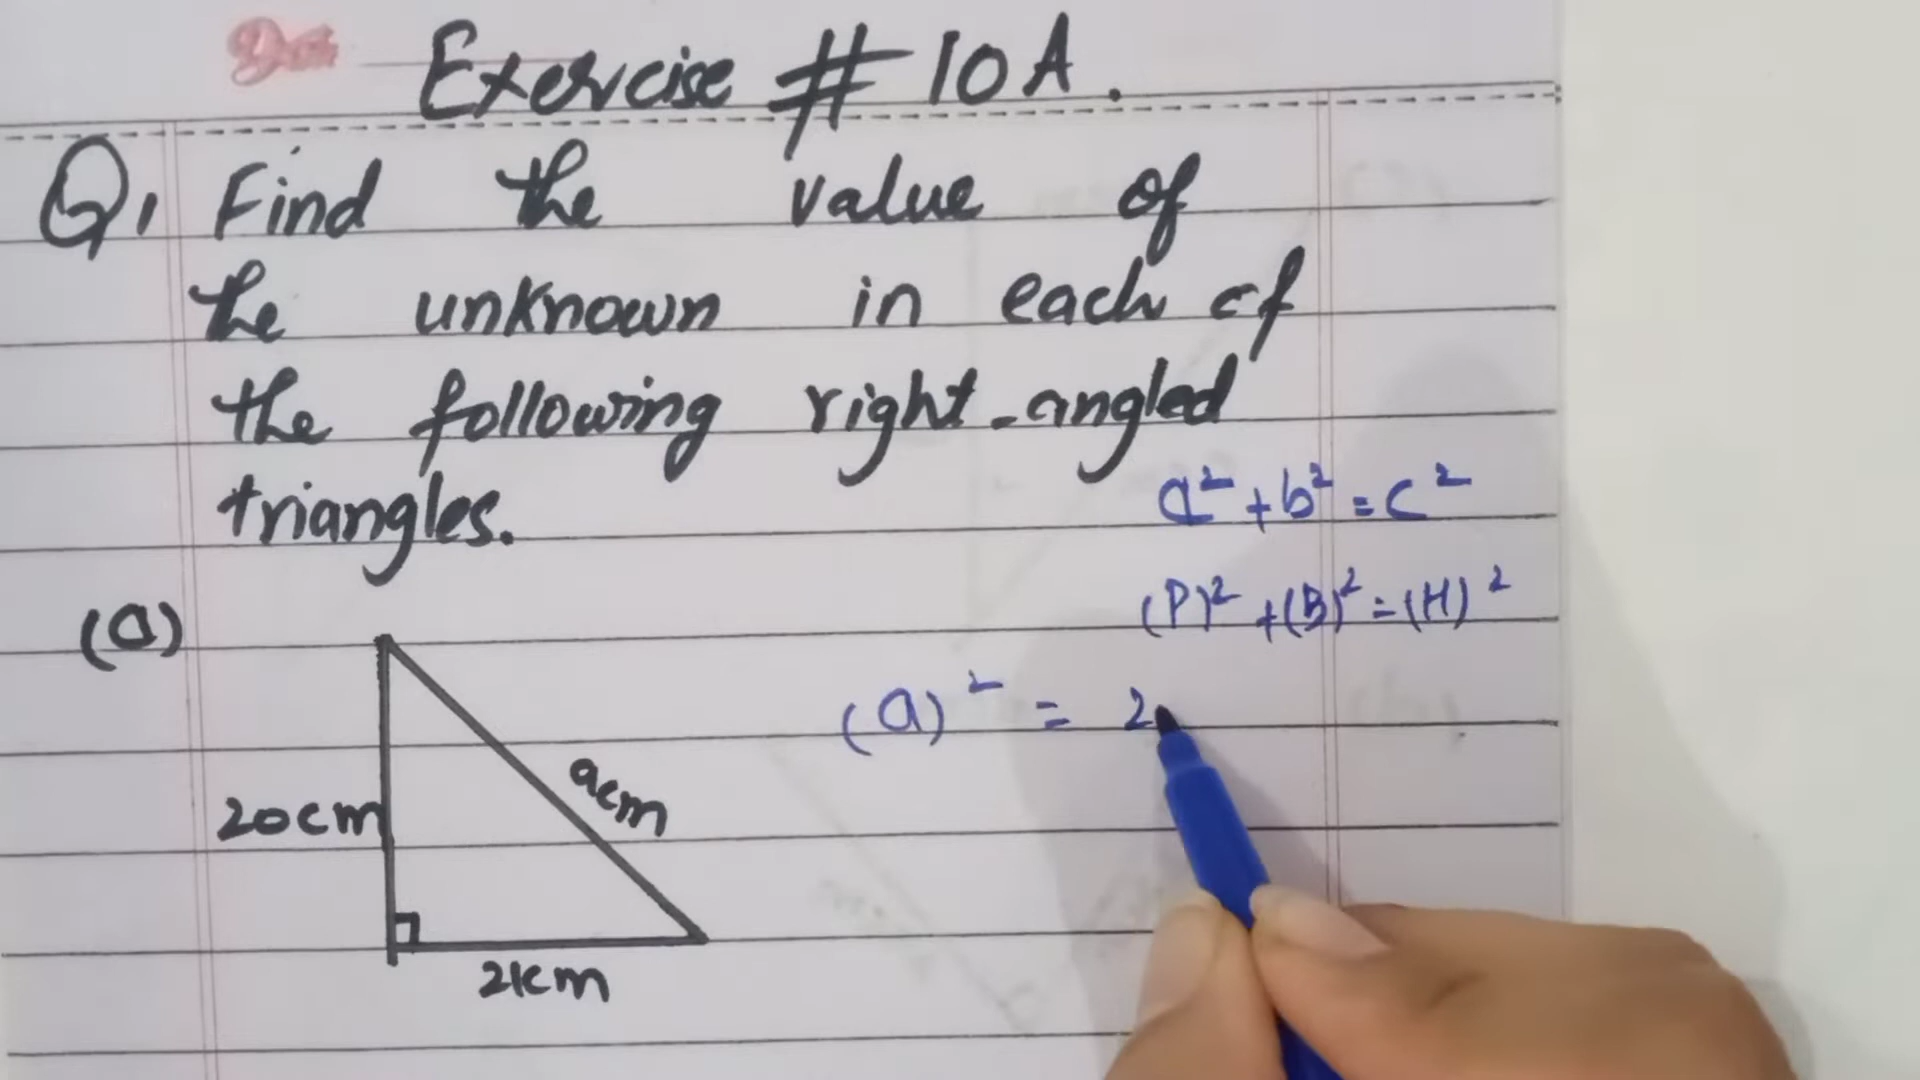 Exercise # 10A.
Q1 Find the value of
the unknown in each of
the following right-angled
triangles.
a² + b² = c²
(P)² + (B)² = (H)²
(a)
(a)² = 2
20cm
acm
21cm